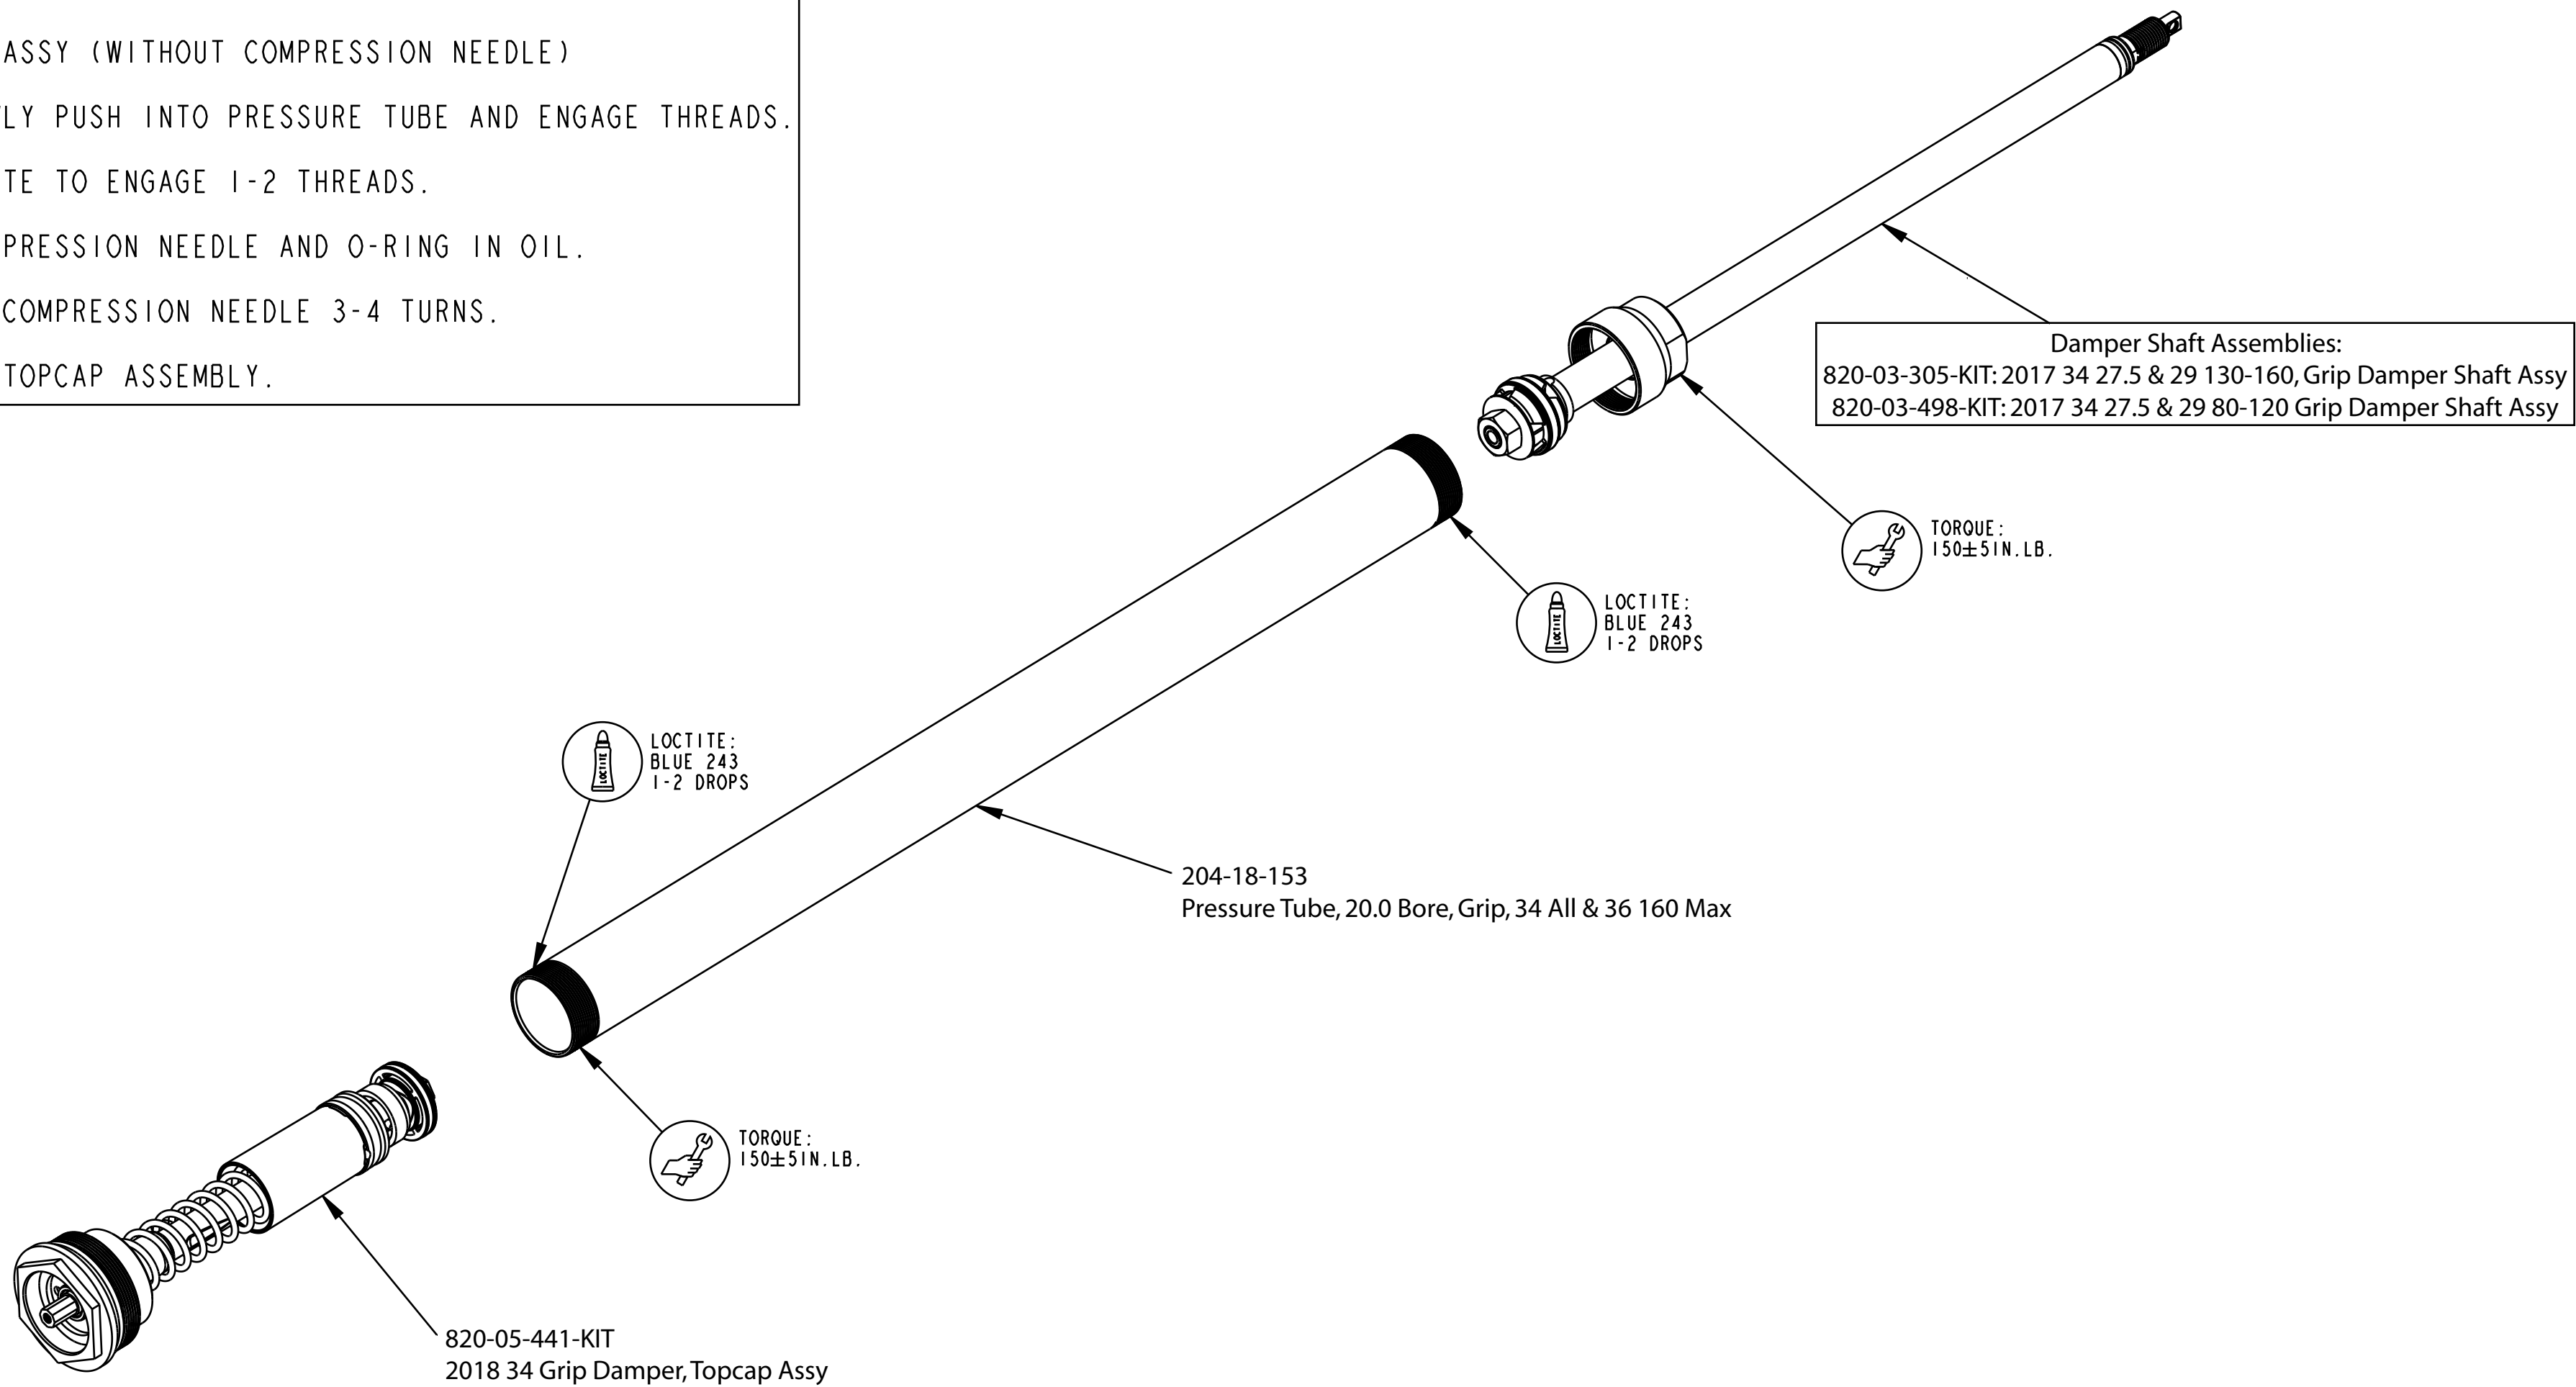 ASSY (WITHOUT COMPRESSION NEEDLE)
LY PUSH INTO PRESSURE TUBE AND ENGAGE THREADS.
TE TO ENGAGE 1-2 THREADS.
PRESSION NEEDLE AND O-RING IN OIL.
COMPRESSION NEEDLE 3-4 TURNS.
TOPCAP ASSEMBLY.
Damper Shaft Assemblies:
820-03-305-KIT: 2017 34 27.5 & 29 130-160, Grip Damper Shaft Assy
820-03-498-KIT: 2017 34 27.5 & 29 80-120 Grip Damper Shaft Assy
TORQUE:
150±5IN.LB.
LOCTITE
LOCTITE:
BLUE 243
1-2 DROPS
LOCTITE
LOCTITE:
BLUE 243
1-2 DROPS
204-18-153
Pressure Tube, 20.0 Bore, Grip, 34 All & 36 160 Max
TORQUE:
150±5IN.LB.
820-05-441-KIT
2018 34 Grip Damper, Topcap Assy